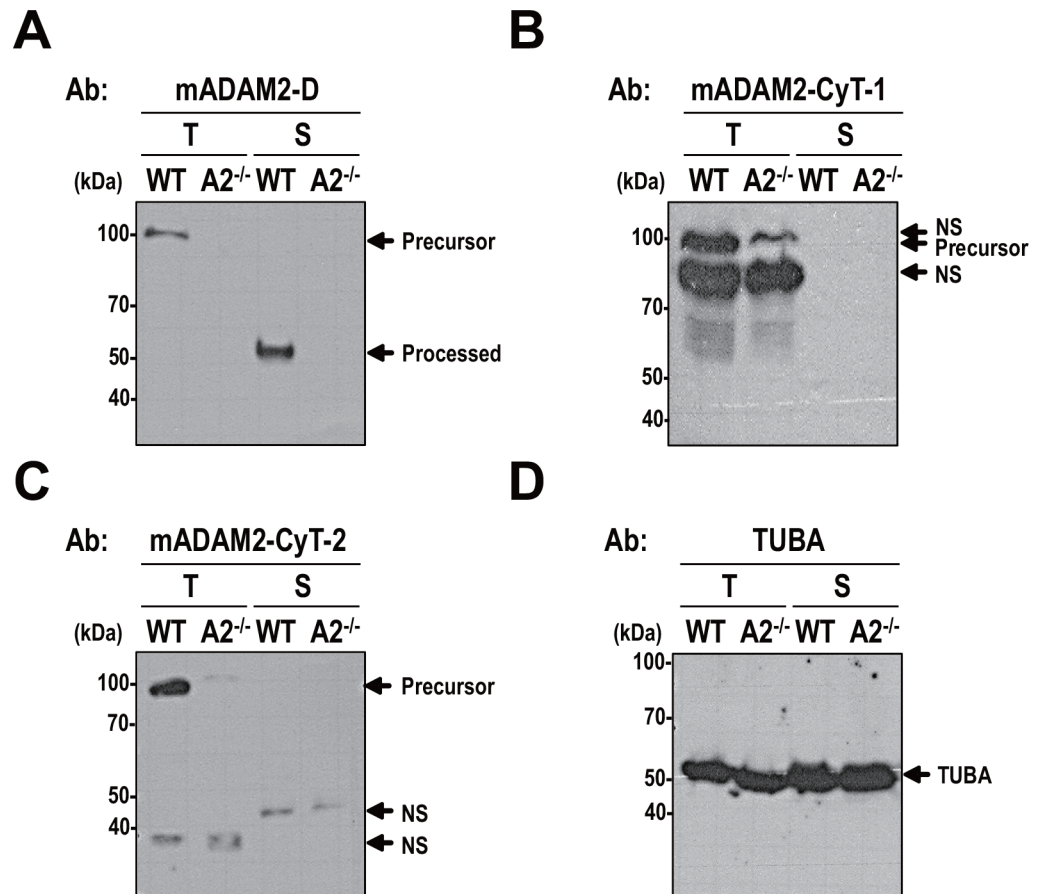 A
Ab: mADAM2-D
T S
(kDa) WT A2-/- WT A2-/-
100
Precursor
70
50
Processed
40
B
Ab: mADAM2-CyT-1
T S
(kDa) WT A2-/- WT A2-/-
NS
100
Precursor
NS
70
50
40
C
Ab: mADAM2-CyT-2
T S
(kDa) WT A2-/- WT A2-/-
100
Precursor
70
50
NS
40
NS
D
Ab: TUBA
T S
(kDa) WT A2-/- WT A2-/-
100
70
50
TUBA
40